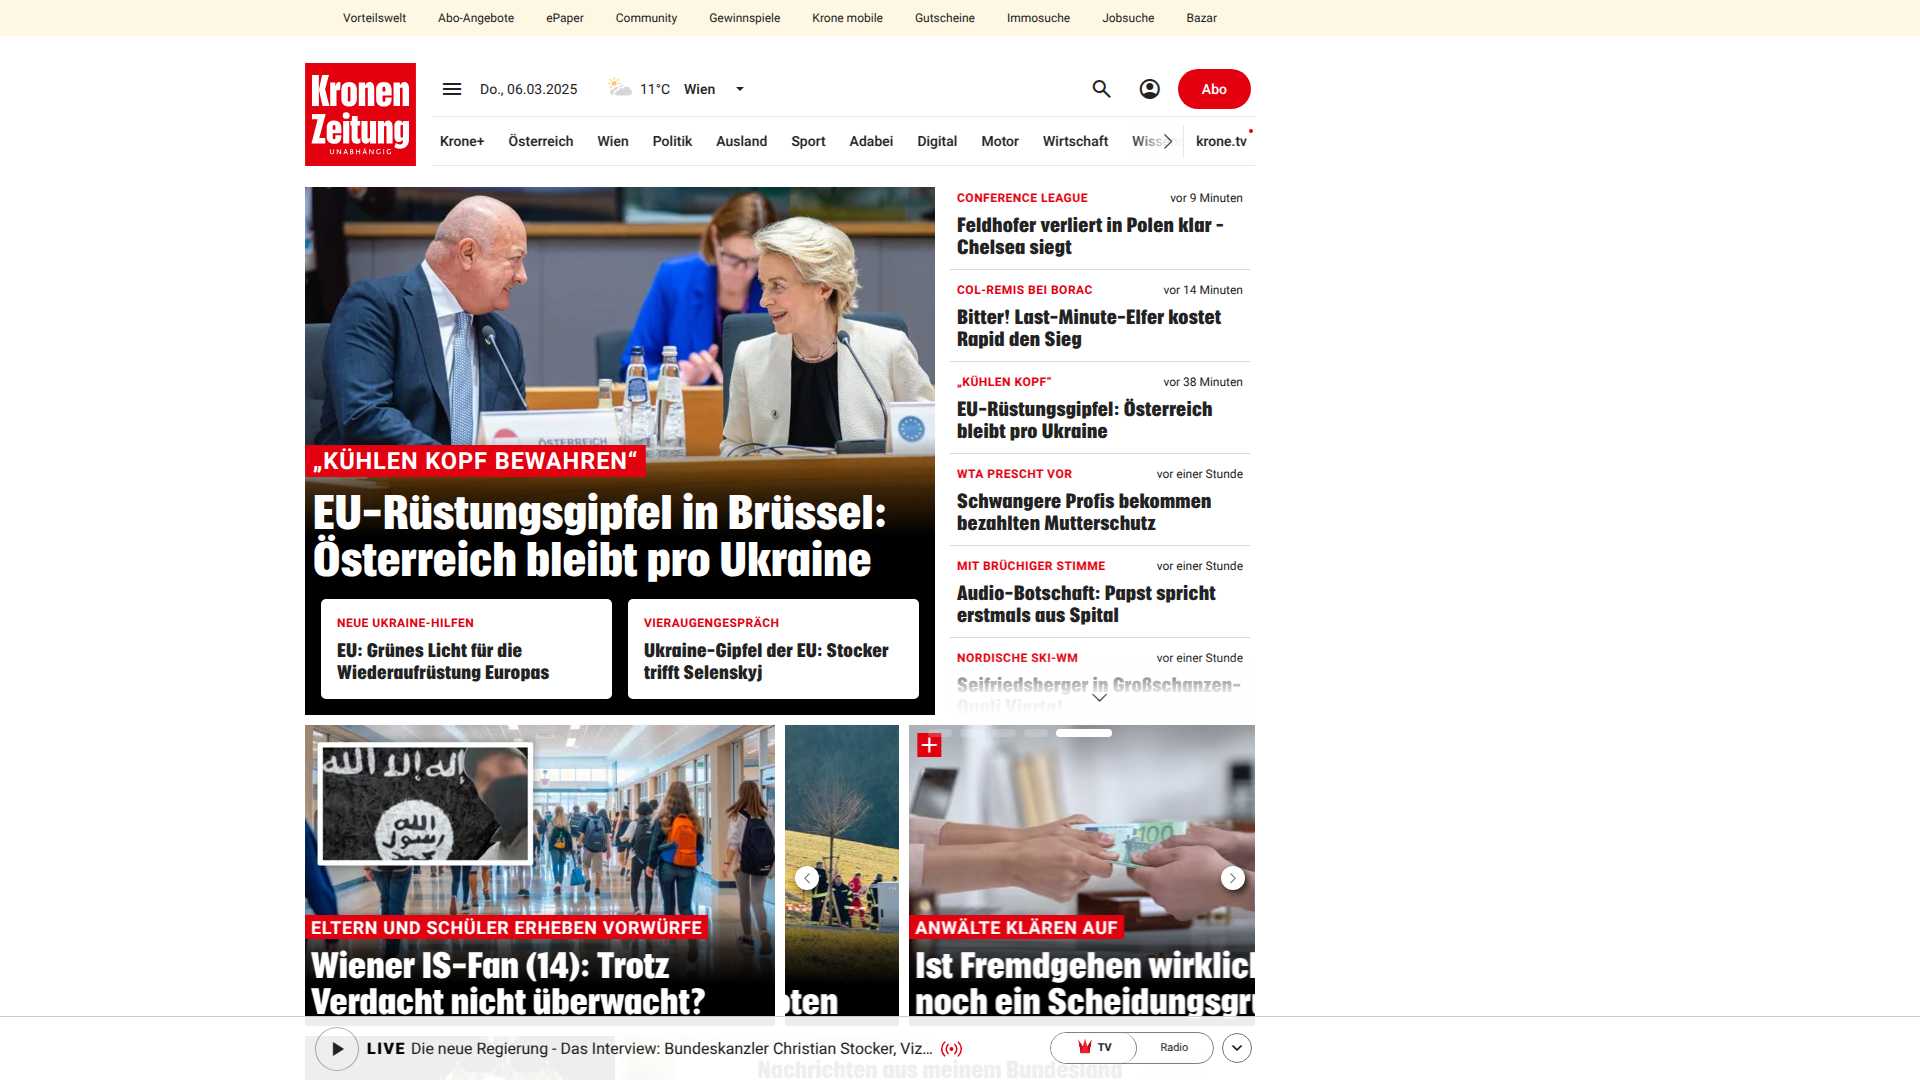 Vorteilswelt Abo-Angebote ePaper Community Gewinnspiele Krone mobile Gutscheine Immosuche Jobsuche Bazar
Kronen
Zeitung
UNABHÄNGIG
Do., 06.03.2025 11°C Wien
Abo
Krone+ Österreich Wien Politik Ausland Sport Adabei Digital Motor Wirtschaft Wiss krone.tv
ÖSTERREICH
„KÜHLEN KOPF BEWAHREN“
EU-Rüstungsgipfel in Brüssel:
Österreich bleibt pro Ukraine
NEUE UKRAINE-HILFEN
EU: Grünes Licht für die
Wiederaufrüstung Europas
VIERAUGENGESPRÄCH
Ukraine-Gipfel der EU: Stocker
trifft Selenskyj
CONFERENCE LEAGUE vor 9 Minuten
Feldhofer verliert in Polen klar -
Chelsea siegt
COL-REMIS BEI BORAC vor 14 Minuten
Bitter! Last-Minute-Elfer kostet
Rapid den Sieg
„KÜHLEN KOPF“ vor 38 Minuten
EU-Rüstungsgipfel: Österreich
bleibt pro Ukraine
WTA PRESCHT VOR vor einer Stunde
Schwangere Profis bekommen
bezahlten Mutterschutz
MIT BRÜCHIGER STIMME vor einer Stunde
Audio-Botschaft: Papst spricht
erstmals aus Spital
NORDISCHE SKI-WM vor einer Stunde
Seifriedsberger in Großschanzen-
Quali Vierte!
ELTERN UND SCHÜLER ERHEBEN VORWÜRFE
Wiener IS-Fan (14): Trotz
Verdacht nicht überwacht?
oten
100
ANWÄLTE KLÄREN AUF
Ist Fremdgehen wirklich
noch ein Scheidungsgru
LIVE Die neue Regierung - Das Interview: Bundeskanzler Christian Stocker, Viz...
TV Radio
Nachrichten aus meinem Bundesland